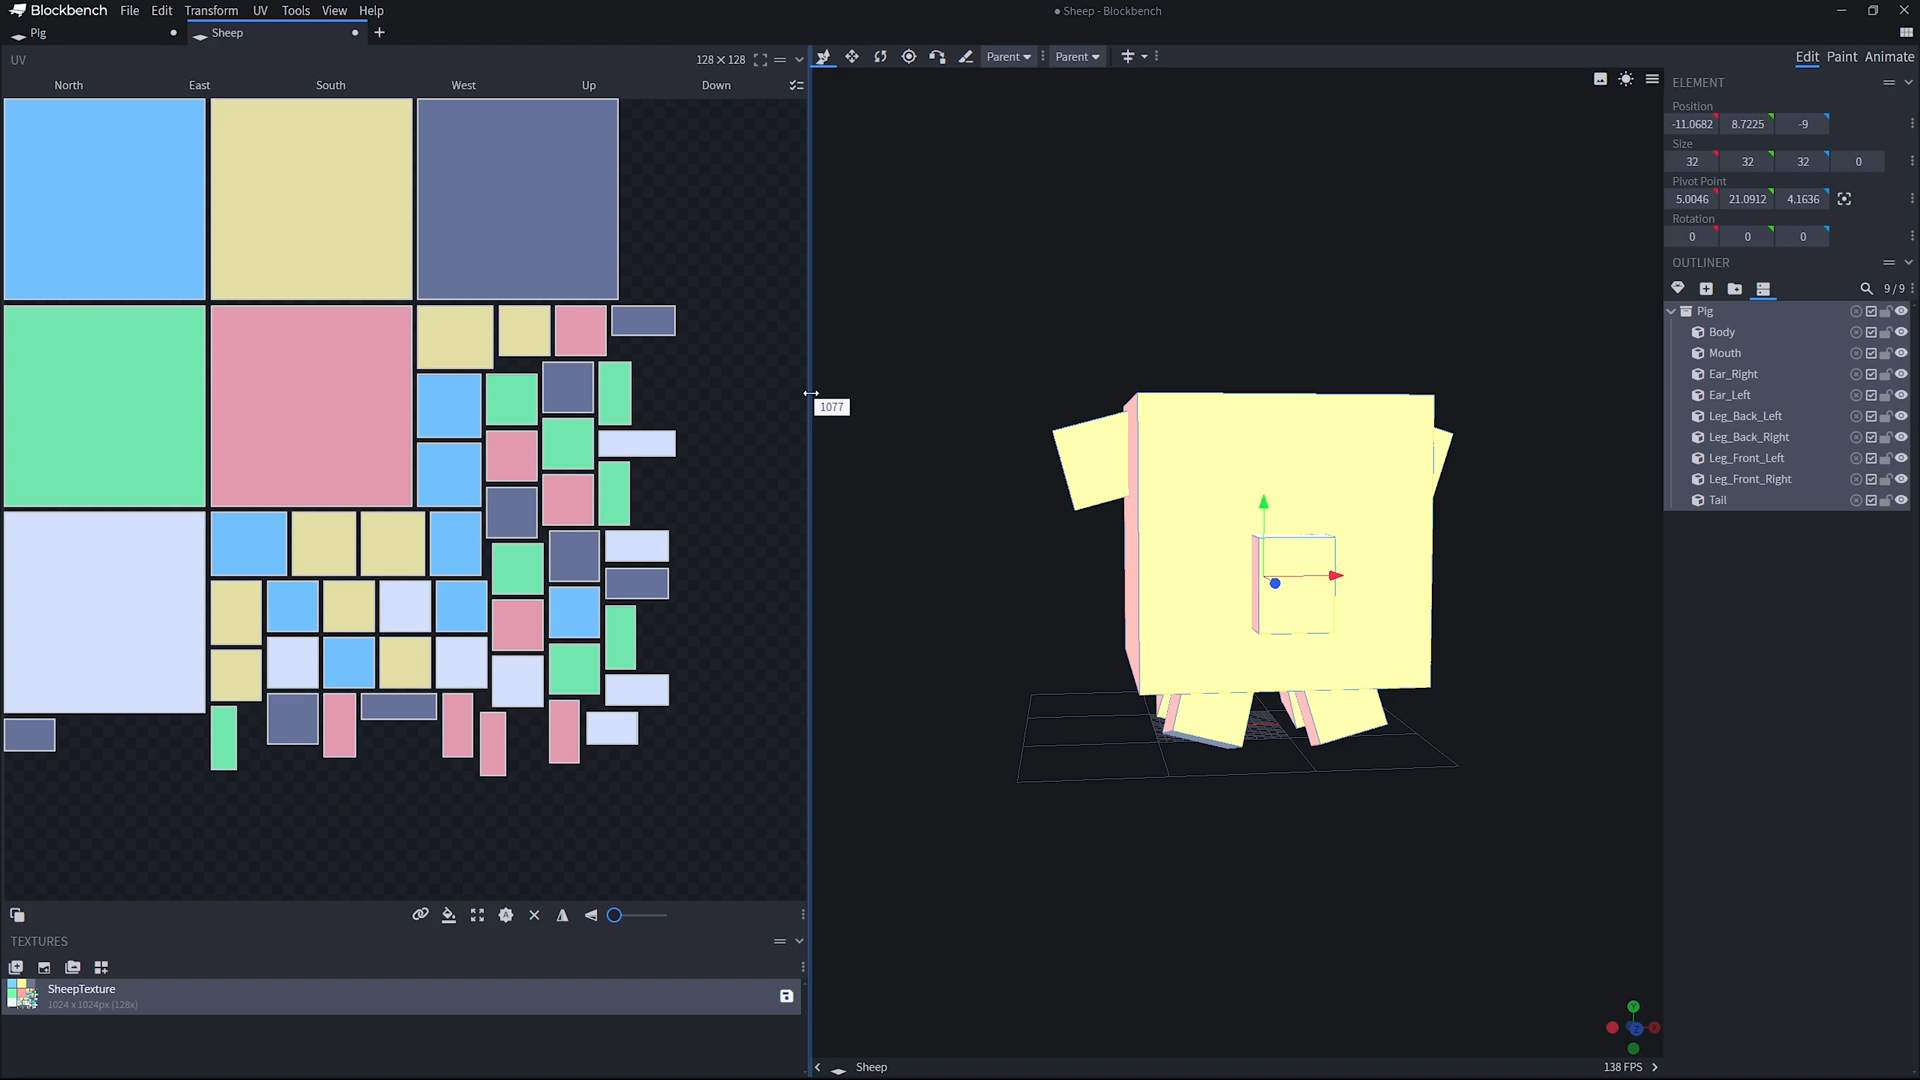 Blockbench File Edit Transform UV Tools View Help
● Sheep - Blockbench
Pig
Sheep
UV
128 × 128
North East South West Up Down
1077
Parent Parent
Edit Paint Animate
ELEMENT
Position
-11.0682 8.7225 -9
Size
32 32 32 0
Pivot Point
5.0046 21.0912 4.1636
Rotation
0 0 0
OUTLINER
9 / 9
Pig
Body
Mouth
Ear_Right
Ear_Left
Leg_Back_Left
Leg_Back_Right
Leg_Front_Left
Leg_Front_Right
Tail
TEXTURES
SheepTexture
1024 x 1024px (128x)
Sheep
138 FPS
Y
X
Z